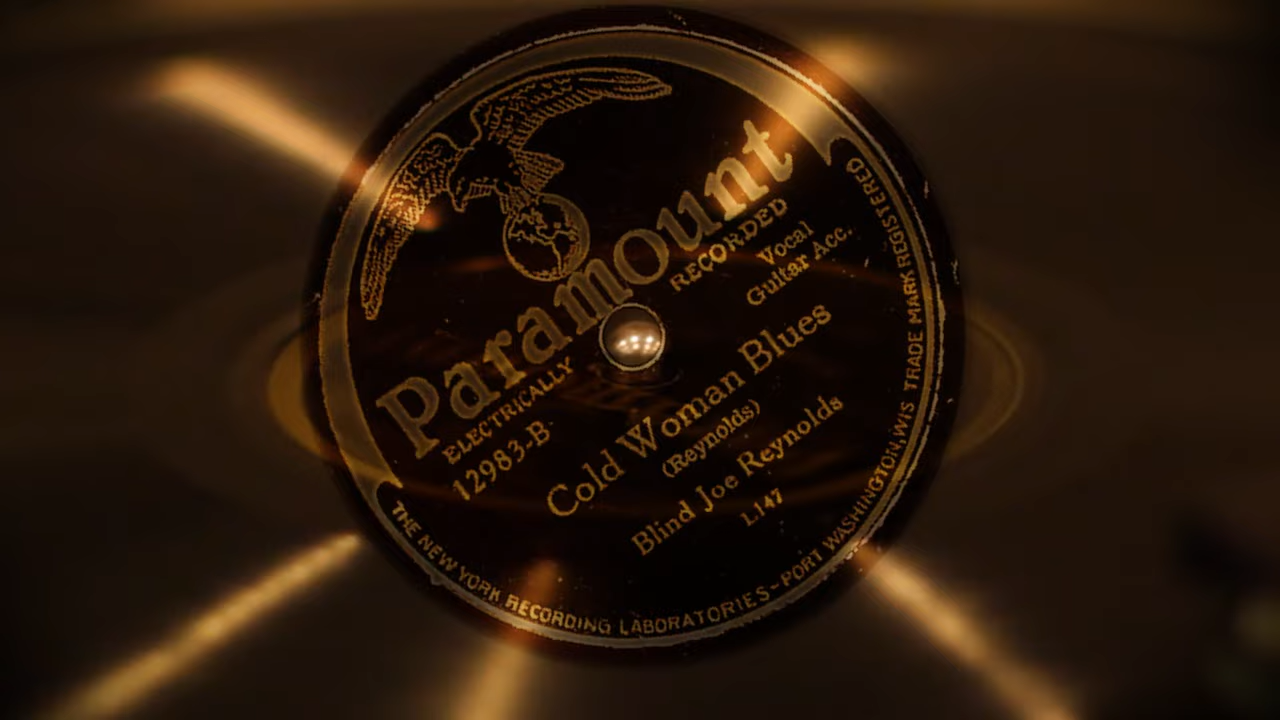 Paramount
ELECTRICALLY RECORDED
12983-B
Vocal
Guitar Acc.
Cold Woman Blues
(Reynolds)
Blind Joe Reynolds
L147
THE NEW YORK RECORDING LABORATORIES - PORT WASHINGTON, WIS TRADE MARK REGISTERED